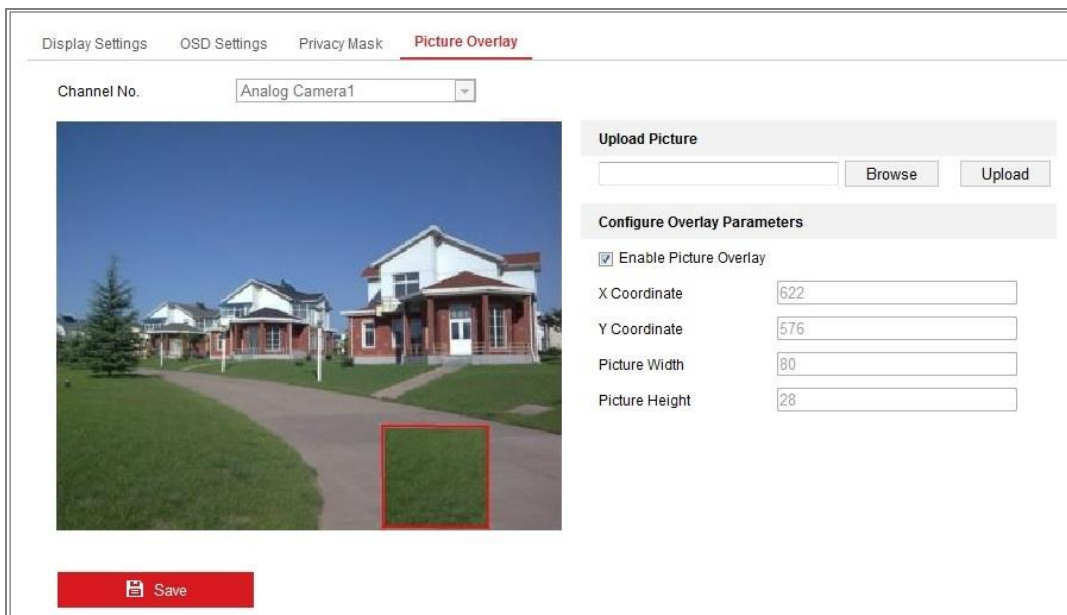 Display Settings OSD Settings Privacy Mask Picture Overlay
Channel No. Analog Camera1
Upload Picture
Browse Upload
Configure Overlay Parameters
Enable Picture Overlay
X Coordinate 622
Y Coordinate 576
Picture Width 80
Picture Height 28
Save